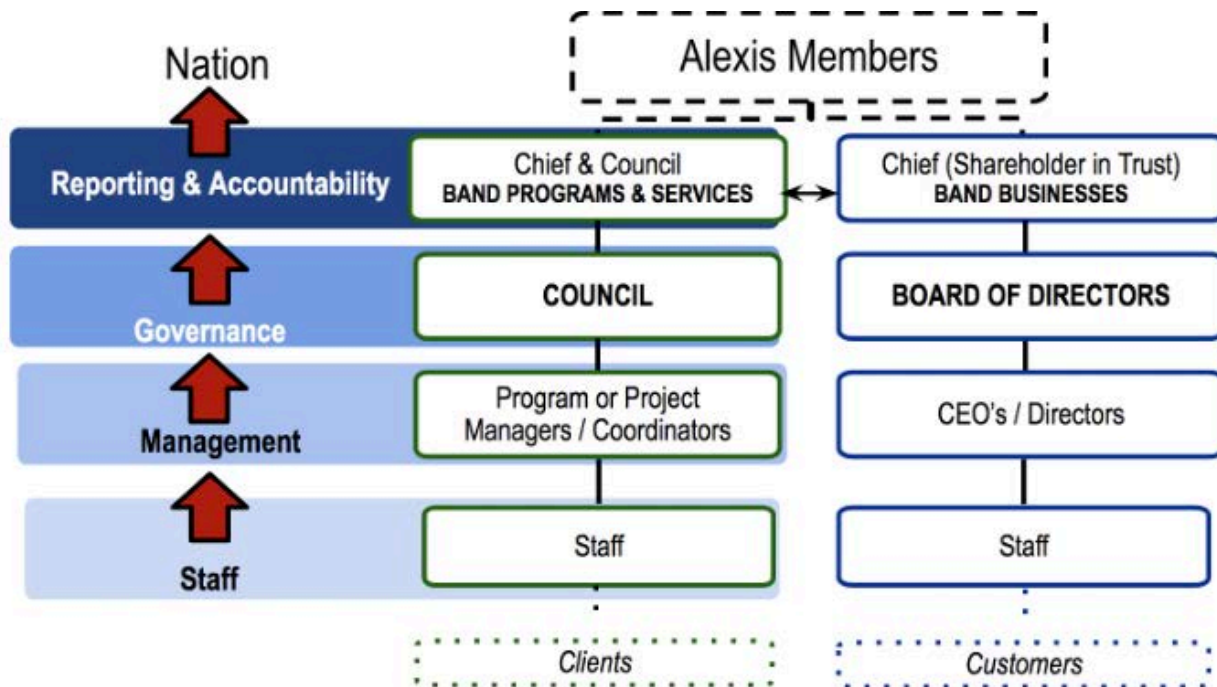 Nation
Alexis Members
Reporting & Accountability
Chief & Council
BAND PROGRAMS & SERVICES
Chief (Shareholder in Trust)
BAND BUSINESSES
Governance
COUNCIL
BOARD OF DIRECTORS
Management
Program or Project
Managers / Coordinators
CEO's / Directors
Staff
Staff
Staff
Clients
Customers